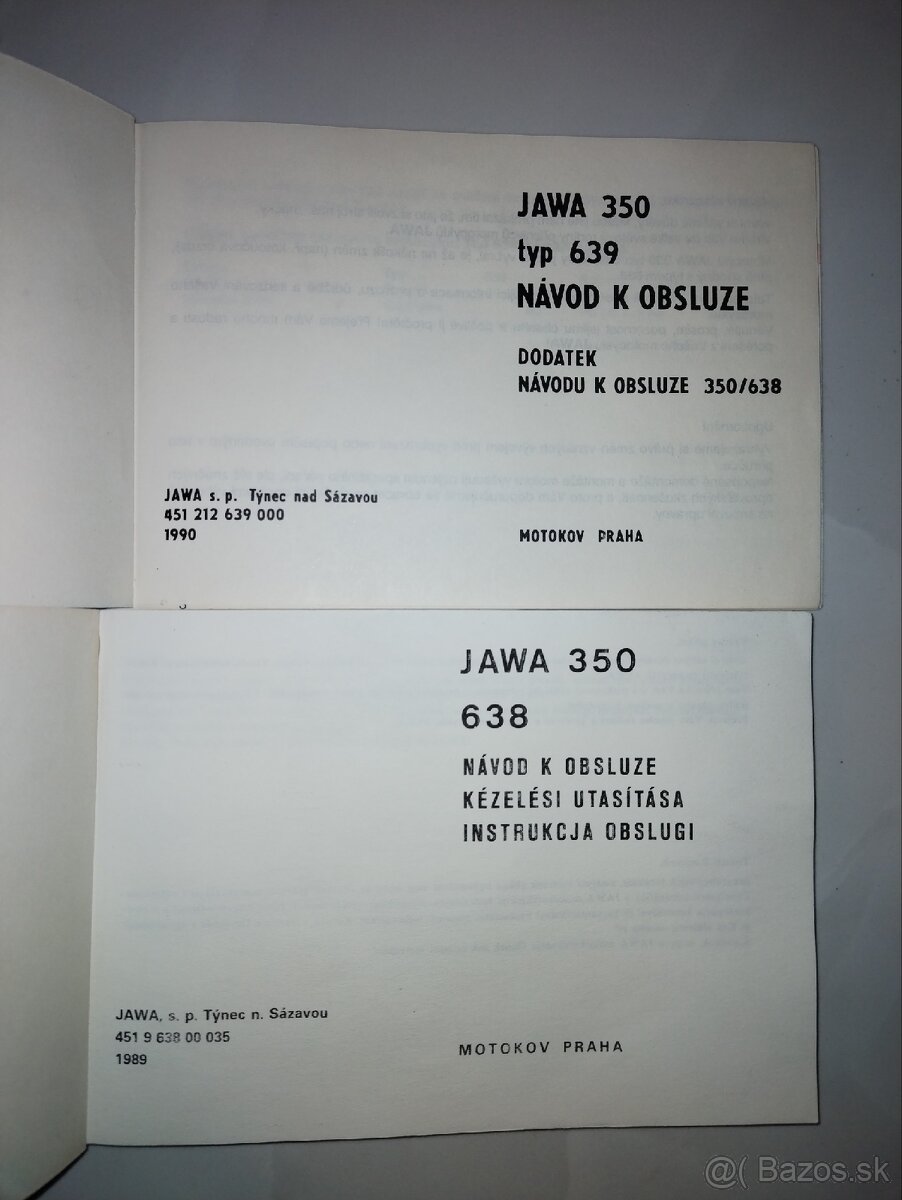 JAWA 350
typ 639
NÁVOD K OBSLUZE
DODATEK
NÁVODU K OBSLUZE 350/638
JAWA s. p. Týnec nad Sázavou
451 212 639 000
1990
MOTOKOV PRAHA
JAWA 350
638
NÁVOD K OBSLUZE
KÉZELÉSI UTASÍTÁSA
INSTRUKCJA OBSLUGI
JAWA, s. p. Týnec n. Sázavou
451 9 638 00 035
1989
MOTOKOV PRAHA
@( Bazos.sk